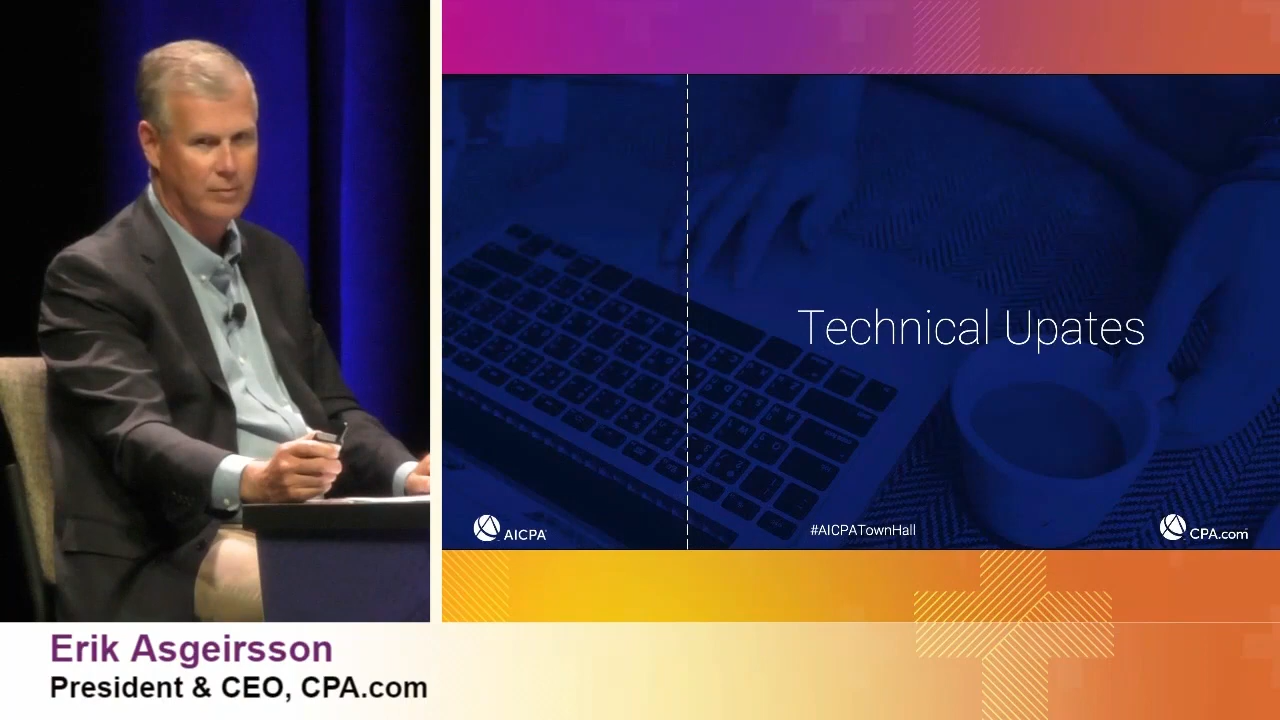 Technical Upates
AICPA
#AICPATownHall
CPA.com
Erik Asgeirsson
President & CEO, CPA.com